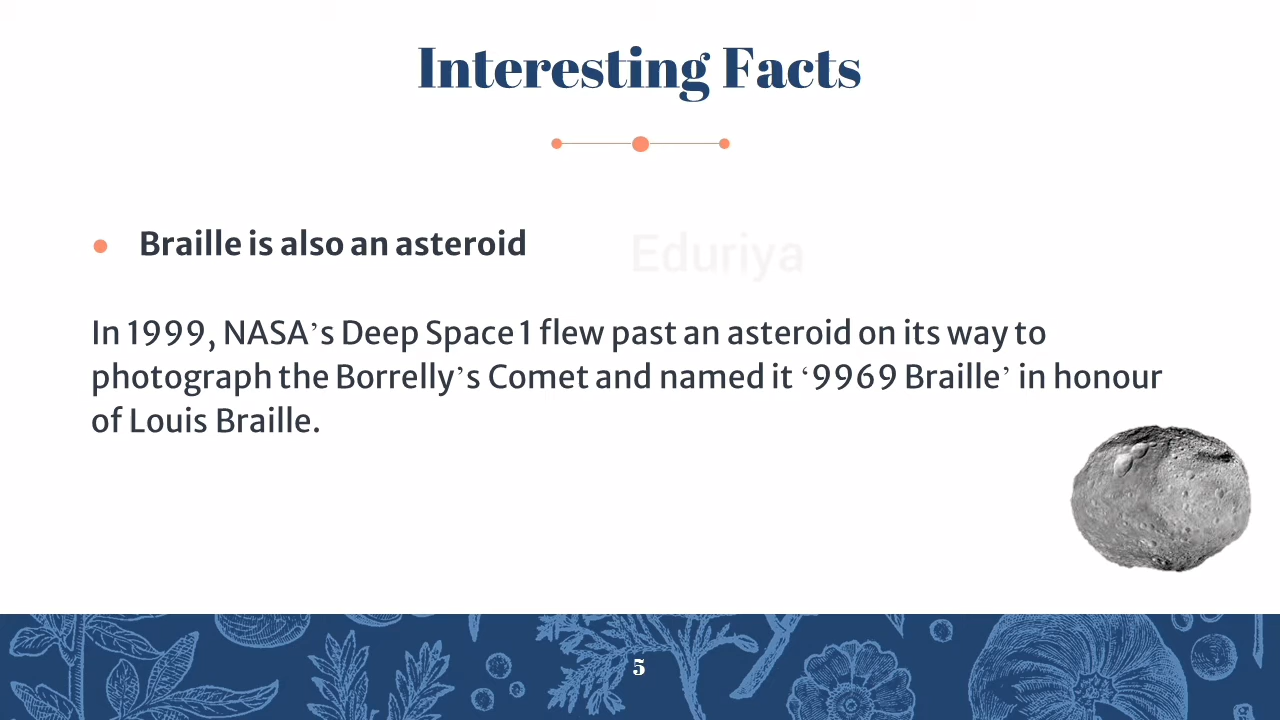 Interesting Facts
Braille is also an asteroid
Eduriya
In 1999, NASA’s Deep Space 1 flew past an asteroid on its way to
photograph the Borrelly’s Comet and named it ‘9969 Braille’ in honour
of Louis Braille.
5